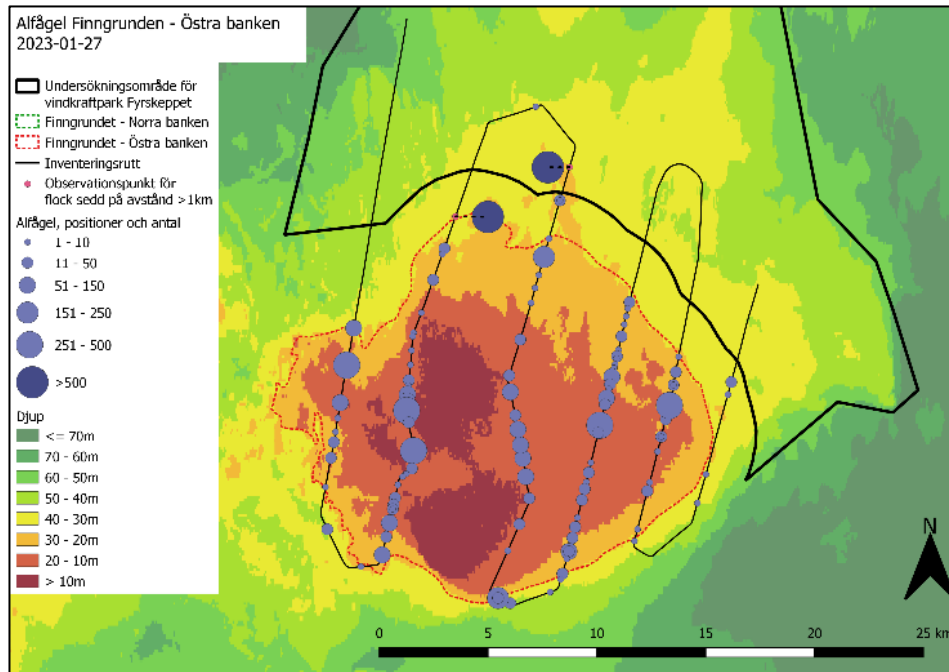 Alfågel Finngrunden - Östra banken
2023-01-27
Undersökningsområde för
vindkraftpark Fyrskeppet
Finngrundet - Norra banken
Finngrundet - Östra banken
Inventeringsrutt
Observationspunkt för
flock sedd på avstånd >1km
Alfågel, positioner och antal
1 - 10
11 - 50
51 - 150
151 - 250
251 - 500
>500
Djup
<= 70m
70 - 60m
60 - 50m
50 - 40m
40 - 30m
30 - 20m
20 - 10m
> 10m
N
0 5 10 15 20 25 km